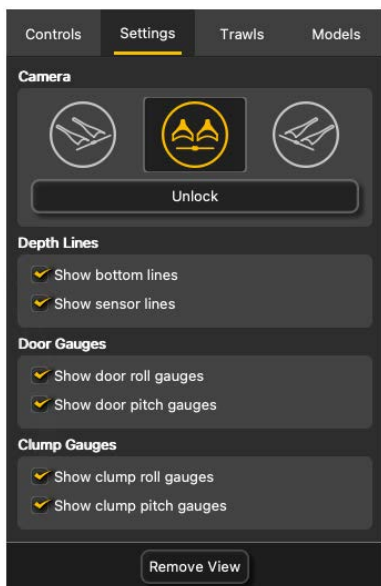 Controls Settings Trawls Models
Camera
Unlock
Depth Lines
Show bottom lines
Show sensor lines
Door Gauges
Show door roll gauges
Show door pitch gauges
Clump Gauges
Show clump roll gauges
Show clump pitch gauges
Remove View